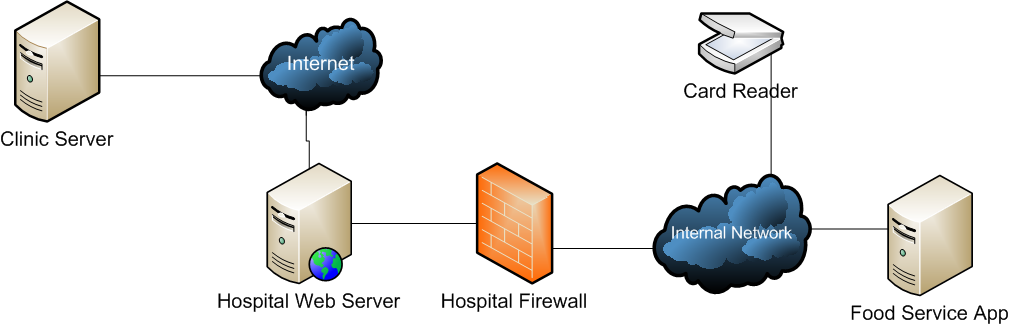 Internet
Card Reader
Clinic Server
Internal Network
Hospital Web Server
Hospital Firewall
Food Service App